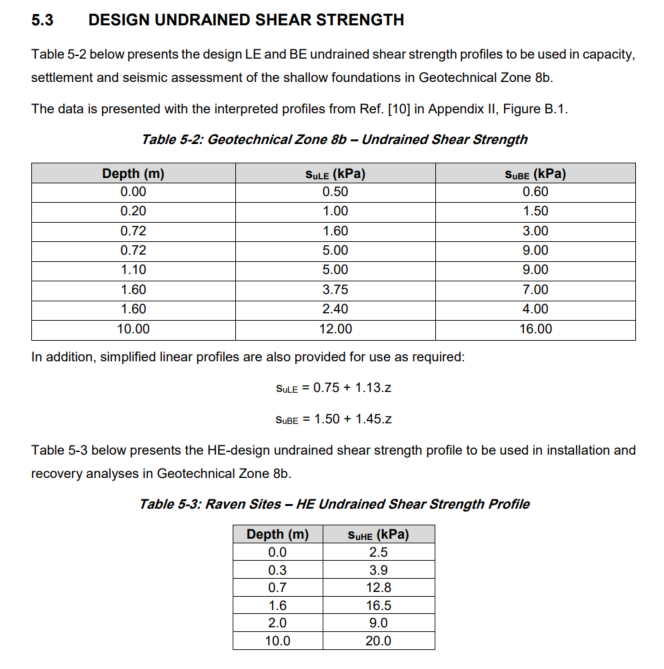 5.3 DESIGN UNDRAINED SHEAR STRENGTH
Table 5-2 below presents the design LE and BE undrained shear strength profiles to be used in capacity,
settlement and seismic assessment of the shallow foundations in Geotechnical Zone 8b.
The data is presented with the interpreted profiles from Ref. [10] in Appendix II, Figure B.1.
Table 5-2: Geotechnical Zone 8b – Undrained Shear Strength
Depth (m) suLE (kPa) suBE (kPa)
0.00 0.50 0.60
0.20 1.00 1.50
0.72 1.60 3.00
0.72 5.00 9.00
1.10 5.00 9.00
1.60 3.75 7.00
1.60 2.40 4.00
10.00 12.00 16.00
In addition, simplified linear profiles are also provided for use as required:
suLE = 0.75 + 1.13.z
suBE = 1.50 + 1.45.z
Table 5-3 below presents the HE-design undrained shear strength profile to be used in installation and
recovery analyses in Geotechnical Zone 8b.
Table 5-3: Raven Sites – HE Undrained Shear Strength Profile
Depth (m) suHE (kPa)
0.0 2.5
0.3 3.9
0.7 12.8
1.6 16.5
2.0 9.0
10.0 20.0